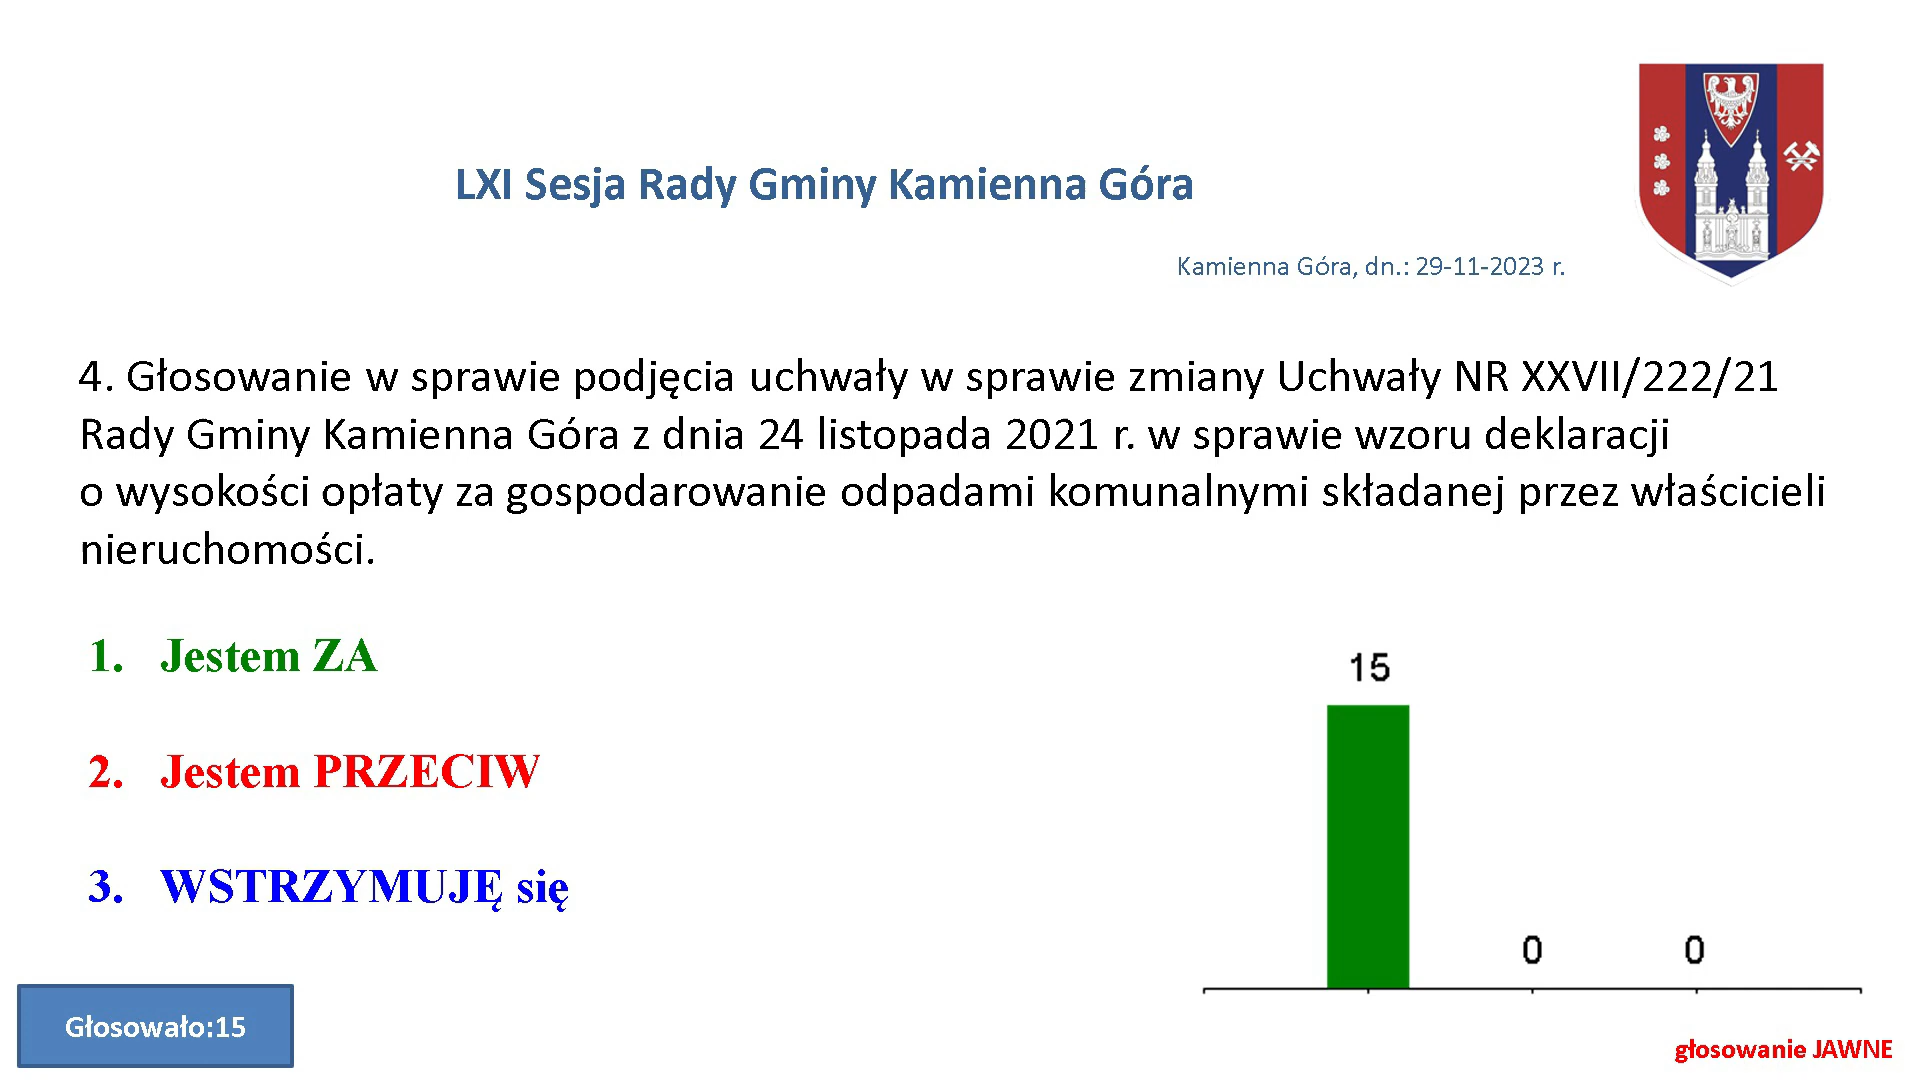 LXI Sesja Rady Gminy Kamienna Góra
Kamienna Góra, dn.: 29-11-2023 r.
4. Głosowanie w sprawie podjęcia uchwały w sprawie zmiany Uchwały NR XXVII/222/21
Rady Gminy Kamienna Góra z dnia 24 listopada 2021 r. w sprawie wzoru deklaracji
o wysokości opłaty za gospodarowanie odpadami komunalnymi składanej przez właścicieli
nieruchomości.
1. Jestem ZA
2. Jestem PRZECIW
3. WSTRZYMUJĘ się
15
0
0
Głosowało:15
głosowanie JAWNE